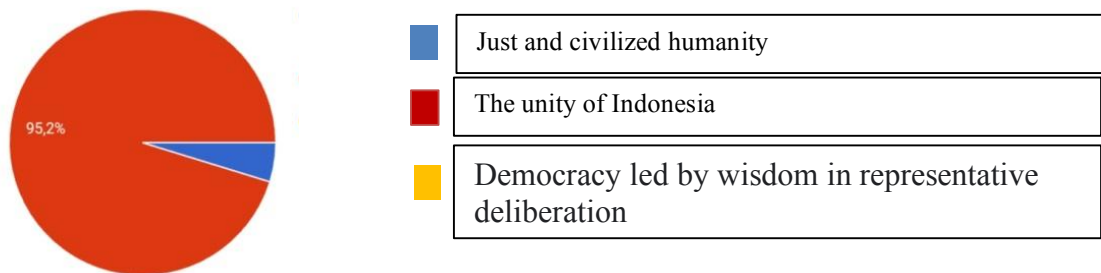 95,2%
Just and civilized humanity
The unity of Indonesia
Democracy led by wisdom in representative
deliberation